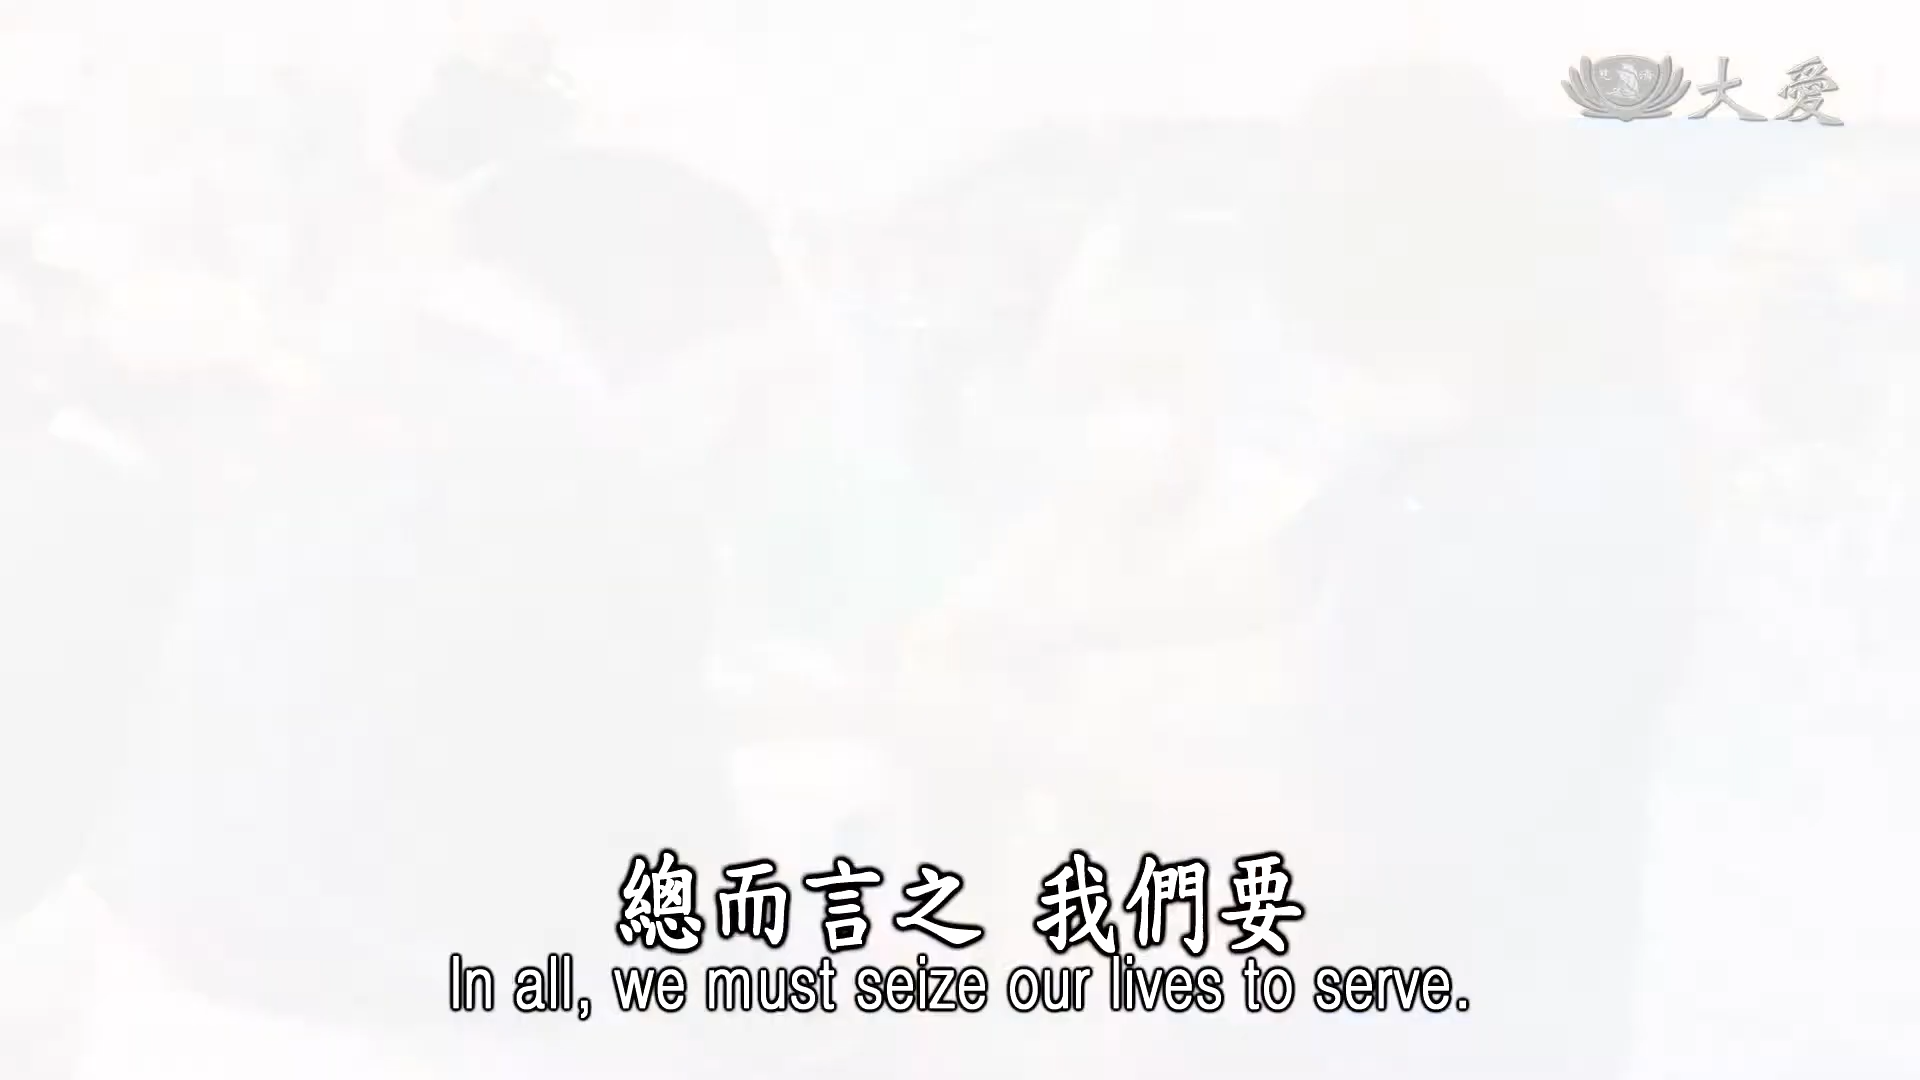 大愛
總而言之 我們要
In all, we must seize our lives to serve.